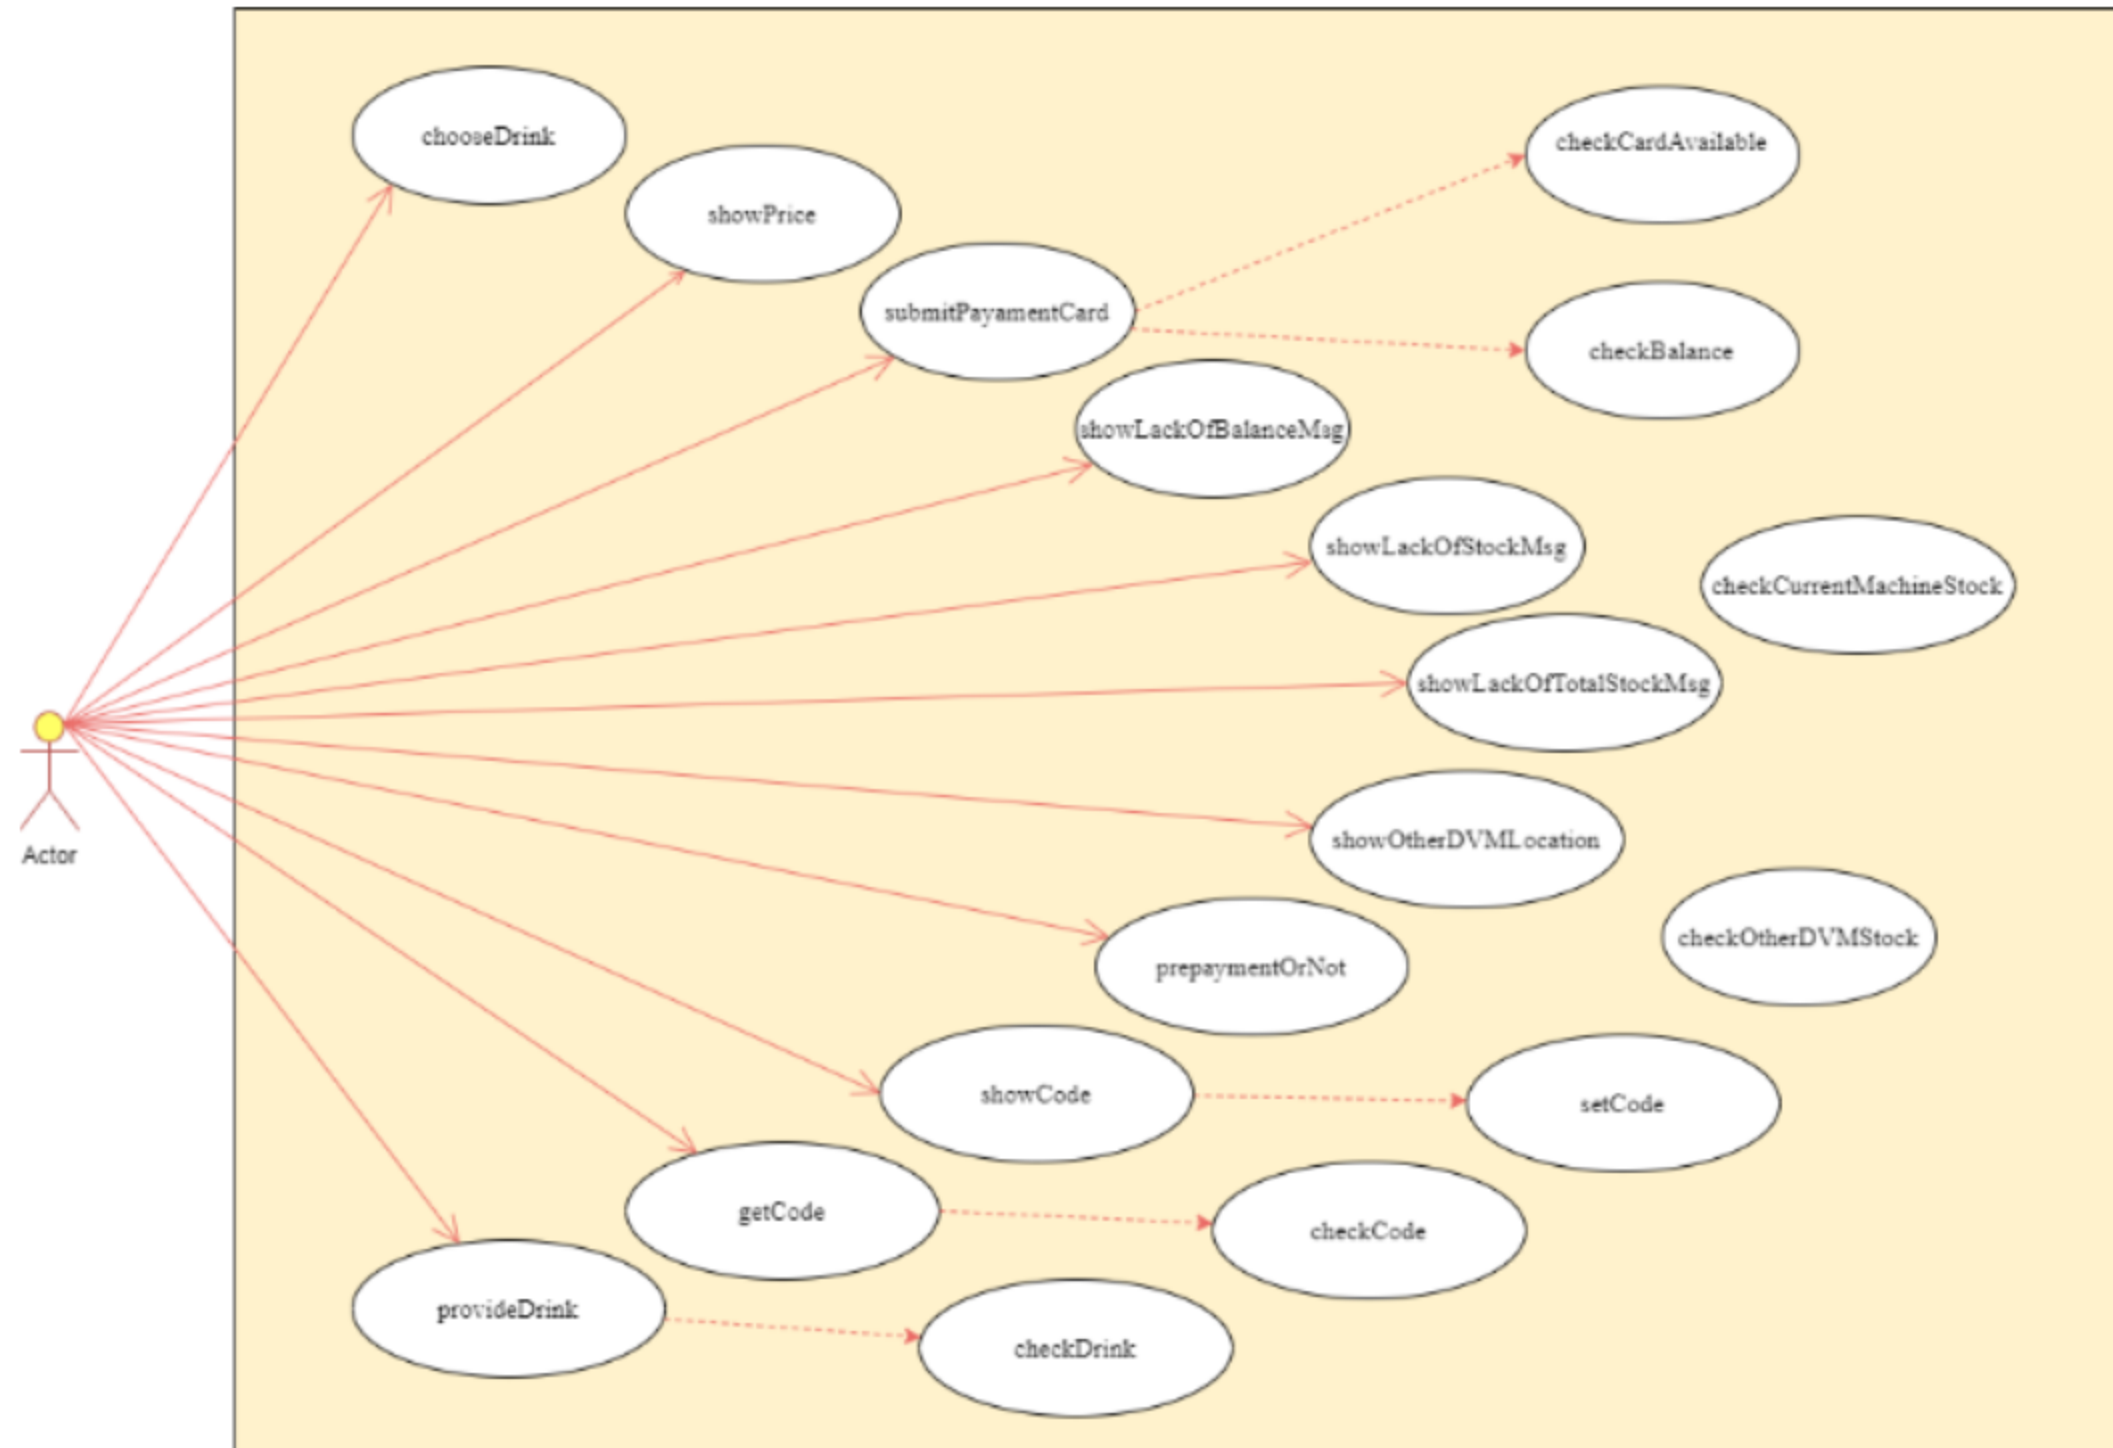 chooseDrink
checkCardAvailable
showPrice
submitPayamentCard
checkBalance
showLackOfBalanceMsg
showLackOfStockMsg
checkCurrentMachineStock
showLackOfTotalStockMsg
showOtherDVMLocation
Actor
checkOtherDVMStock
prepaymentOrNot
showCode
setCode
getCode
checkCode
provideDrink
checkDrink